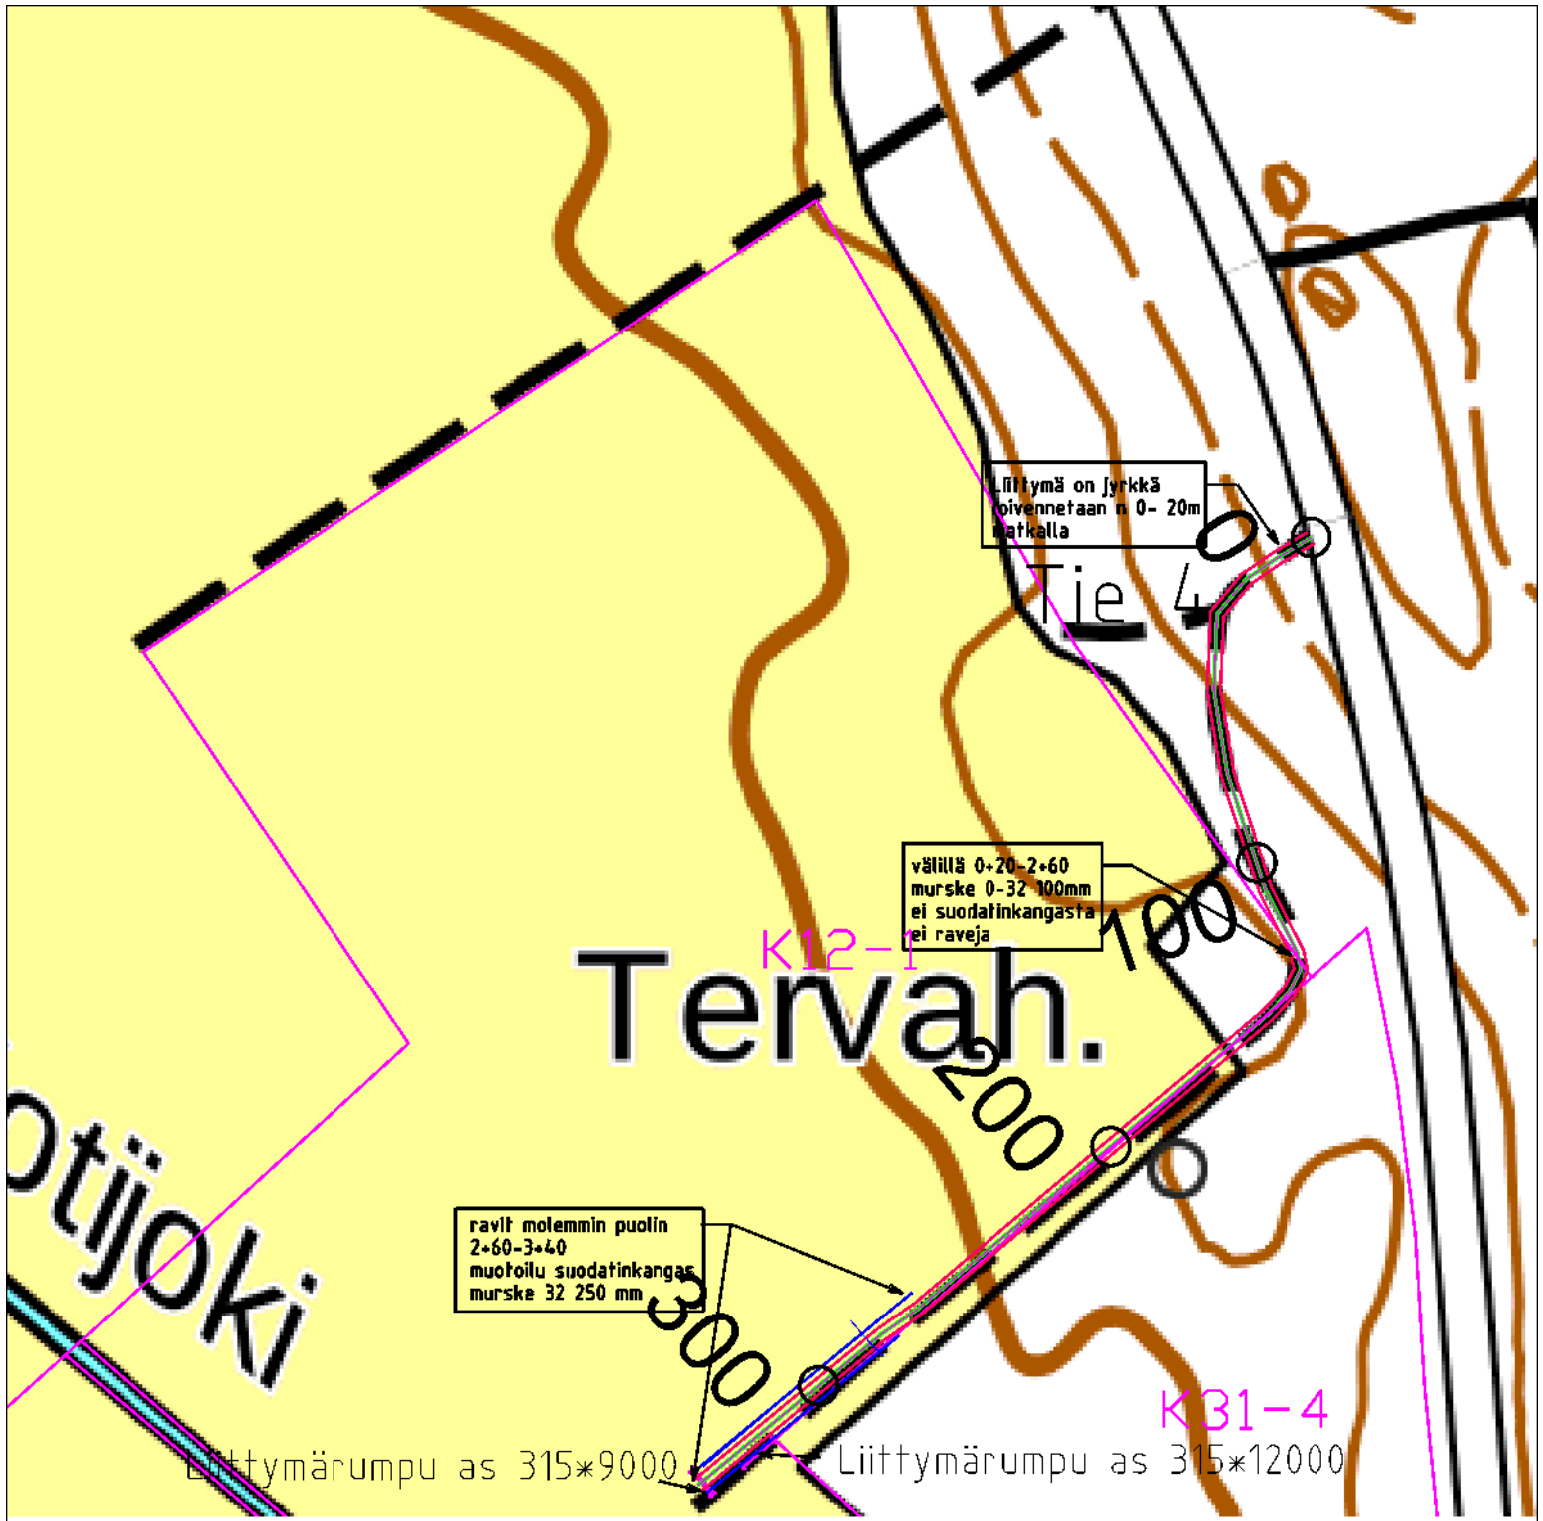 Liittymä on jyrkkä
loivennetaan n 0- 20m
matkalla
0
Tie 4
välillä 0+20-2+60
murske 0-32 100mm
ei suodatinkangasta
ei raveja
100
K12-1
Tervah.
200
otijoki
ravit molemmin puolin
2+60-3+40
muotoilu suodatinkangas
murske 32 250 mm
300
K31-4
Liittymärumpu as 315*9000
Liittymärumpu as 315*12000